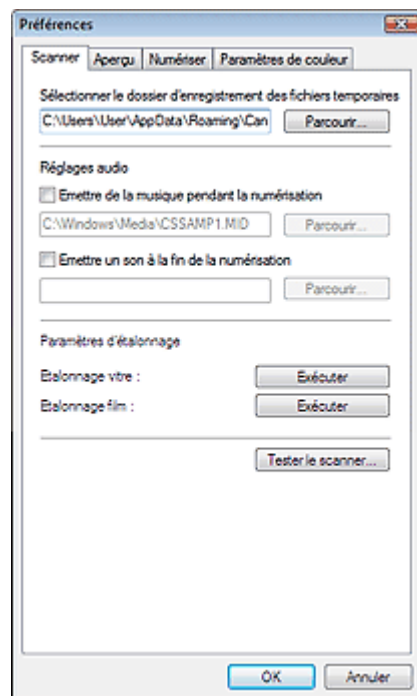 Préférences
Scanner Aperçu Numériser Paramètres de couleur
Sélectionner le dossier d'enregistrement des fichiers temporaires
C:\Users\User\AppData\Roaming\Can Parcourir...
Réglages audio
Emettre de la musique pendant la numérisation
C:\Windows\Media\CSSAMP1.MID Parcourir...
Emettre un son à la fin de la numérisation
Parcourir...
Paramètres d'étalonnage
Etalonnage vitre : Exécuter
Etalonnage film : Exécuter
Tester le scanner...
OK Annuler